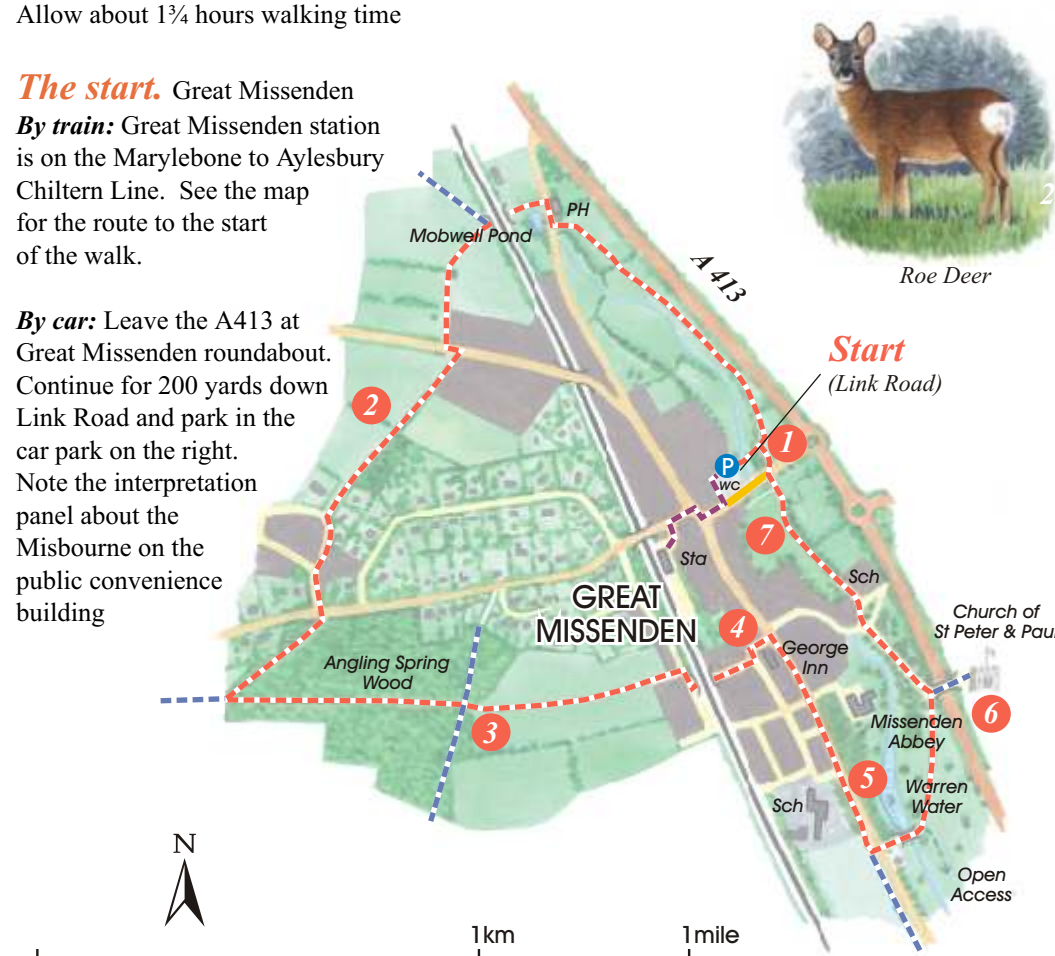 Allow about 1¾ hours walking time
The start. Great Missenden
By train: Great Missenden station
is on the Marylebone to Aylesbury
Chiltern Line. See the map
for the route to the start
of the walk.
By car: Leave the A413 at
Great Missenden roundabout.
Continue for 200 yards down
Link Road and park in the
car park on the right.
Note the interpretation
panel about the
Misbourne on the
public convenience
building
2
Roe Deer
PH
Mobwell Pond
A 413
Start
(Link Road)
2
1
P
WC
7
Sta
Sch
GREAT
MISSENDEN
4
George
Inn
Church of
St Peter & Paul
Angling Spring
Wood
3
6
Missenden
Abbey
5
Warren
Water
Sch
Open
Access
N
1km
1mile